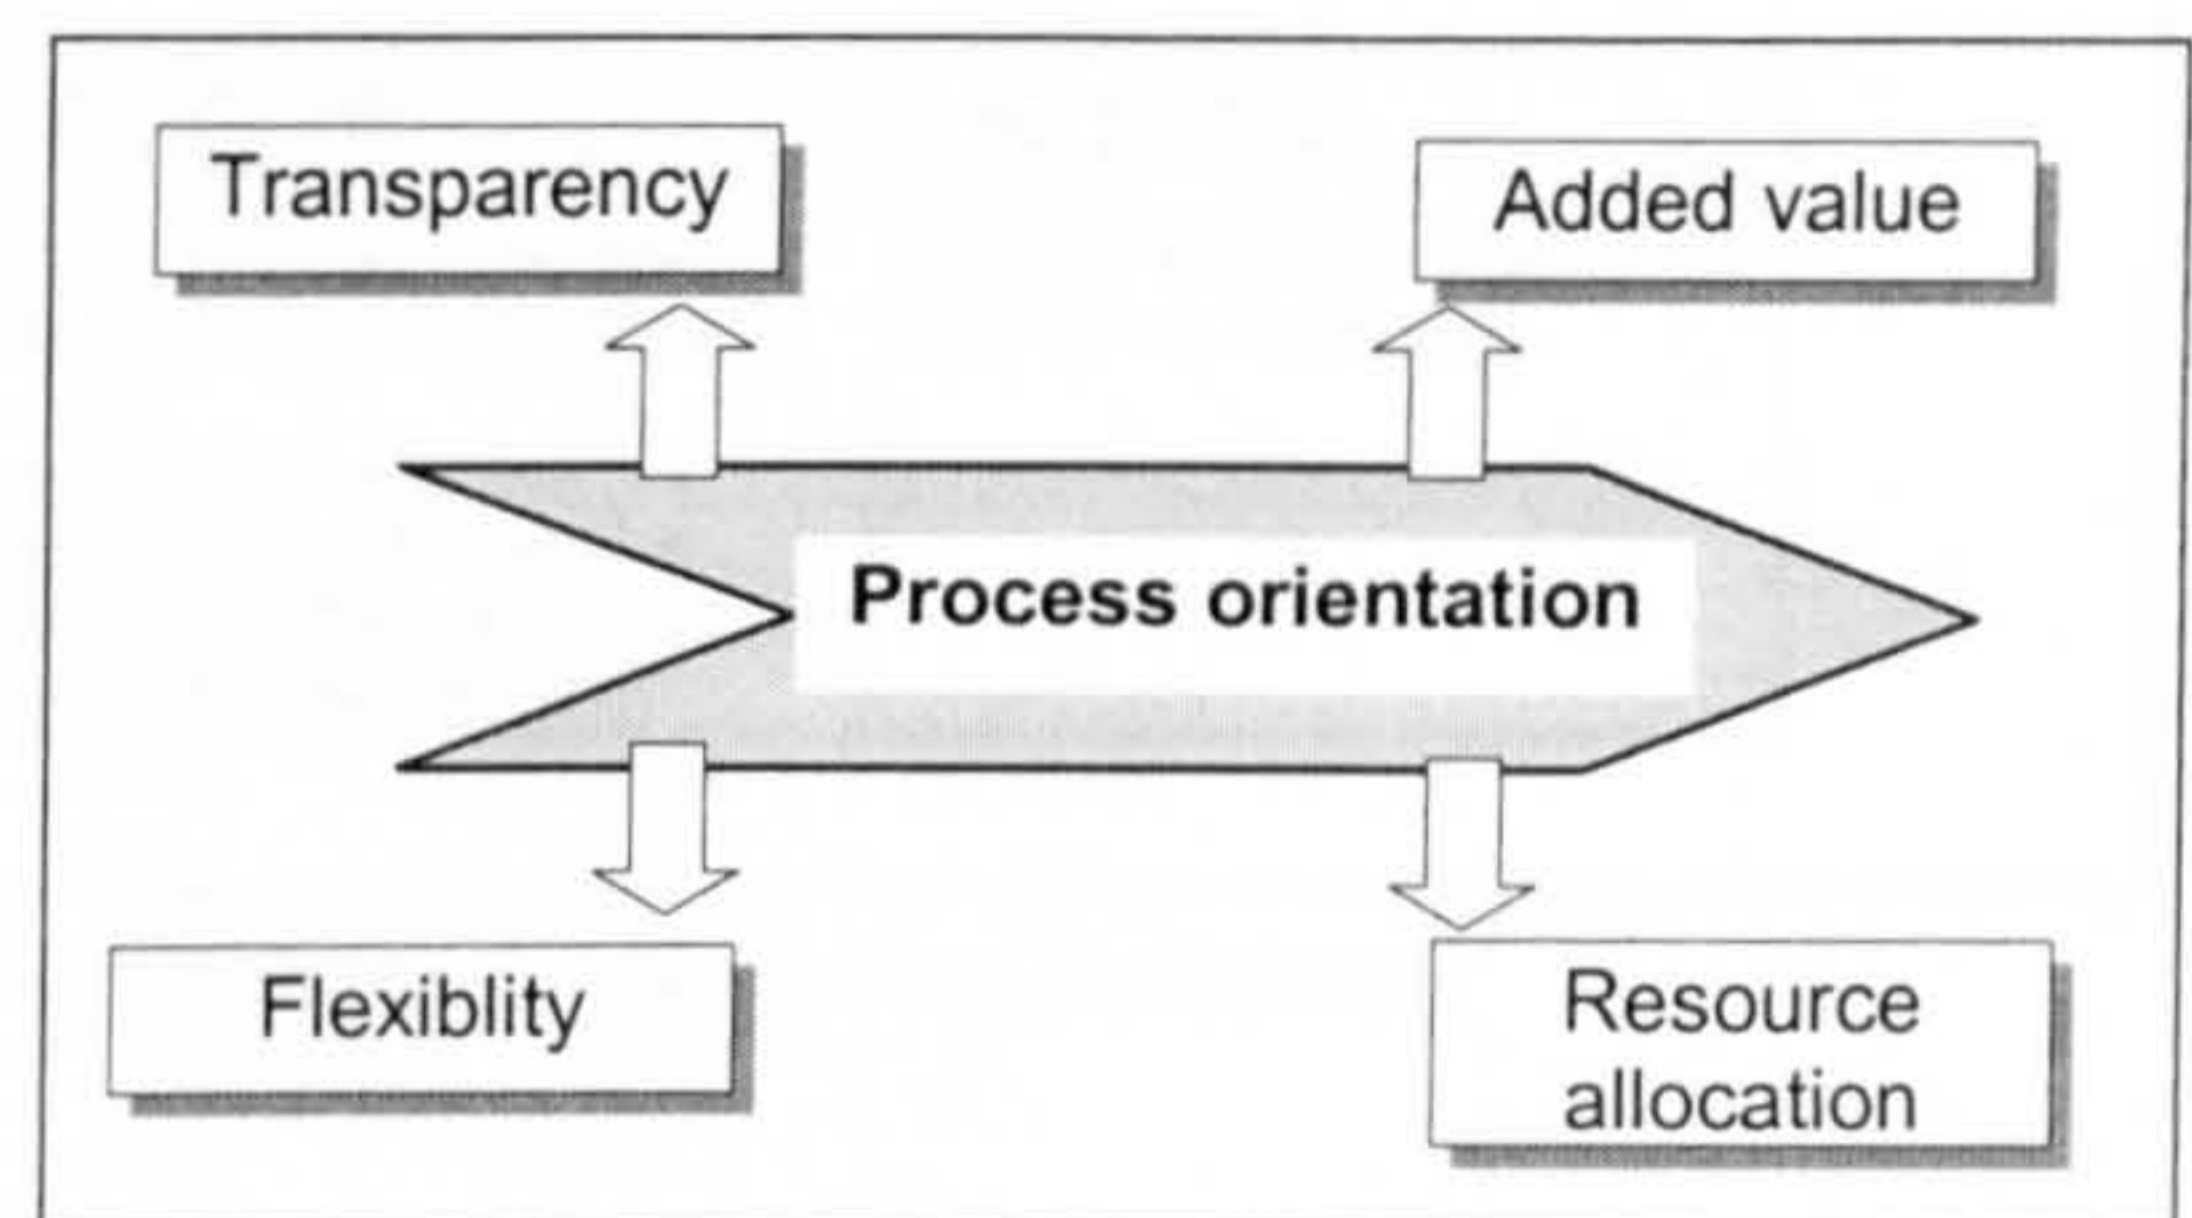 Transparency
Added value
Process orientation
Flexiblity
Resource
allocation